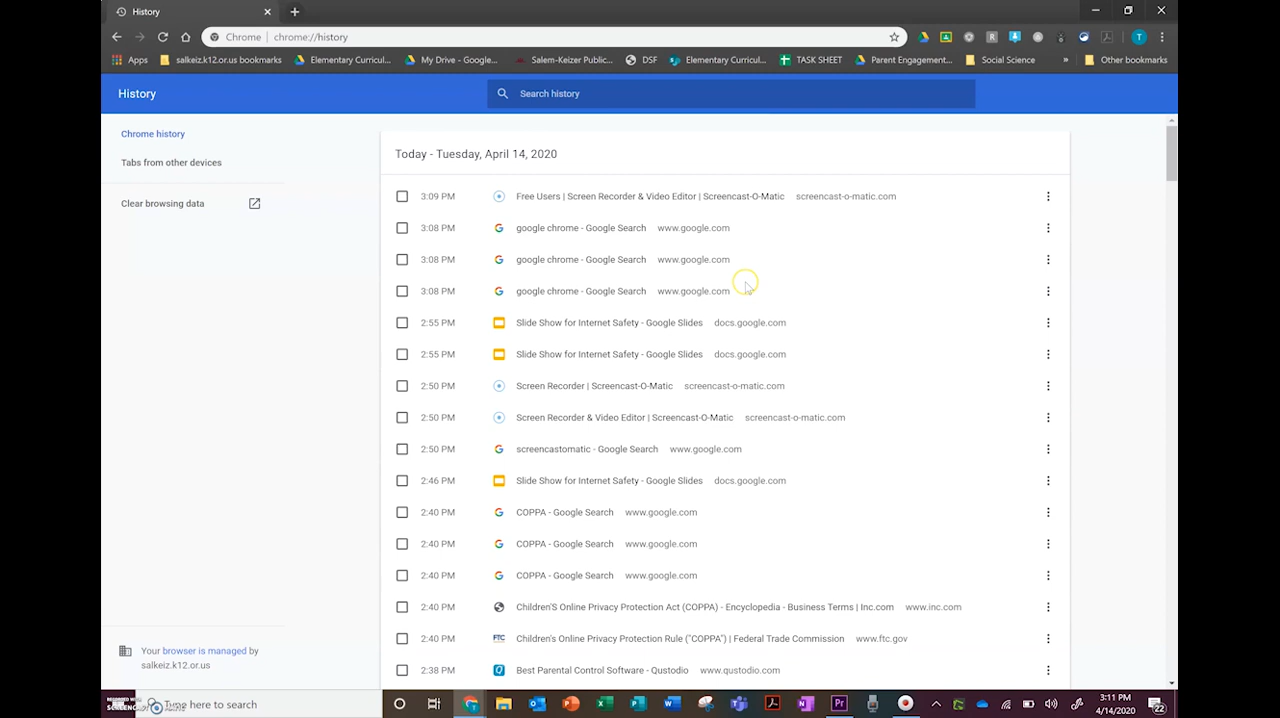 History
Chrome chrome://history
Apps salkeiz.k12.or.us bookmarks Elementary Curricul... My Drive - Google... Salem-Keizer Public... DSF Elementary Curricul... TASK SHEET Parent Engagement... Social Science » Other bookmarks
History
Search history
Chrome history
Tabs from other devices
Clear browsing data
Today - Tuesday, April 14, 2020
3:09 PM Free Users | Screen Recorder & Video Editor | Screencast-O-Matic screencast-o-matic.com
3:08 PM google chrome - Google Search www.google.com
3:08 PM google chrome - Google Search www.google.com
3:08 PM google chrome - Google Search www.google.com
2:55 PM Slide Show for Internet Safety - Google Slides docs.google.com
2:55 PM Slide Show for Internet Safety - Google Slides docs.google.com
2:50 PM Screen Recorder | Screencast-O-Matic screencast-o-matic.com
2:50 PM Screen Recorder & Video Editor | Screencast-O-Matic screencast-o-matic.com
2:50 PM screencastomatic - Google Search www.google.com
2:46 PM Slide Show for Internet Safety - Google Slides docs.google.com
2:40 PM COPPA - Google Search www.google.com
2:40 PM COPPA - Google Search www.google.com
2:40 PM COPPA - Google Search www.google.com
2:40 PM Children'S Online Privacy Protection Act (COPPA) - Encyclopedia - Business Terms | Inc.com www.inc.com
2:40 PM FTC Children's Online Privacy Protection Rule ("COPPA") | Federal Trade Commission www.ftc.gov
2:38 PM Best Parental Control Software - Qustodio www.qustodio.com
Your browser is managed by
salkeiz.k12.or.us
Type here to search
3:11 PM
4/14/2020
22